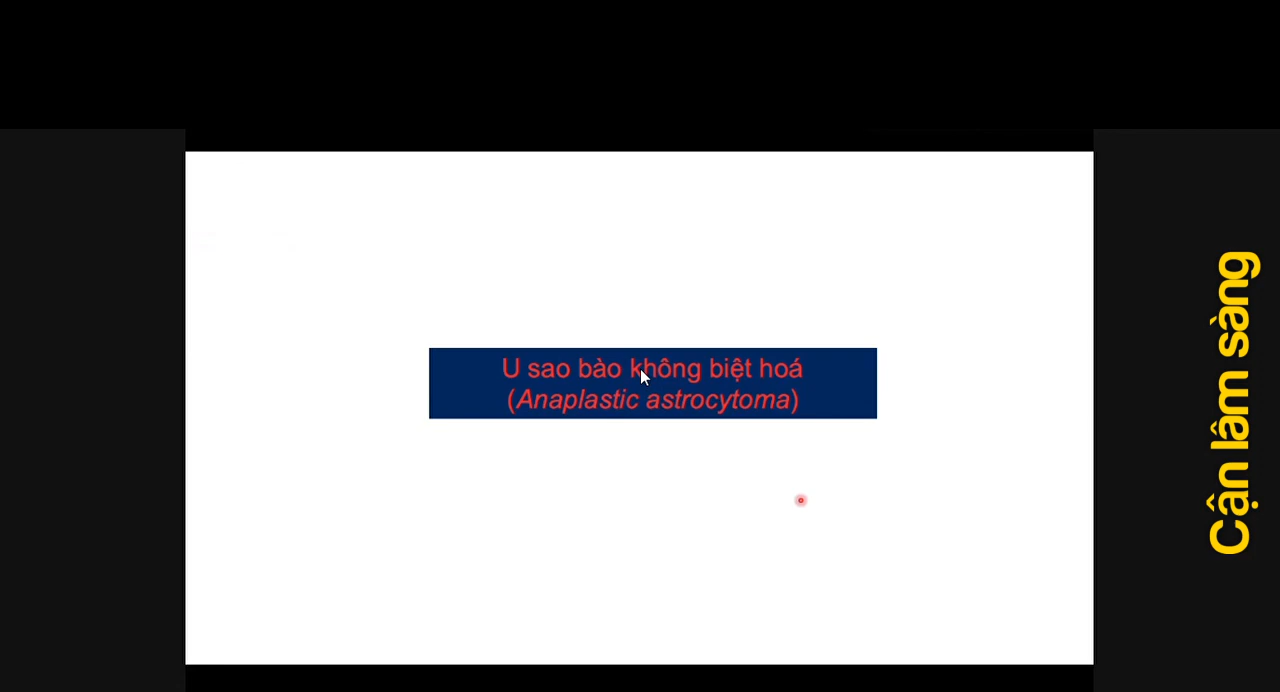 U sao bào không biệt hoá
(Anaplastic astrocytoma)
Cận lâm sàng